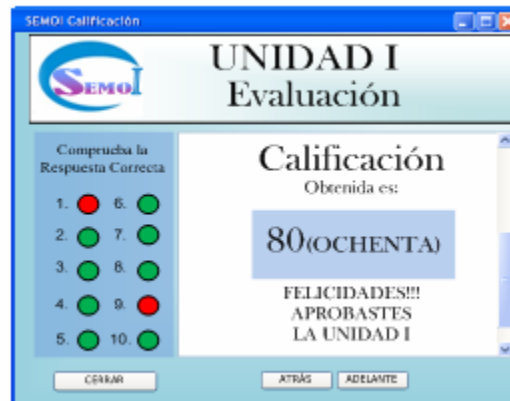 SEMOI Calificación
SEMOI
UNIDAD I
Evaluación
Comprueba la
Respuesta Correcta
1. 6.
2. 7.
3. 8.
4. 9.
5. 10.
Calificación
Obtenida es:
80(OCHENTA)
FELICIDADES!!!
APROBASTES
LA UNIDAD I
CERRAR
ATRÁS
ADELANTE